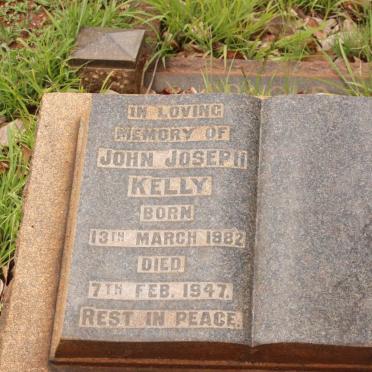 IN LOVING
MEMORY OF
JOHN JOSEPH
KELLY
BORN
13TH MARCH 1882
DIED
7TH FEB. 1947.
REST IN PEACE.